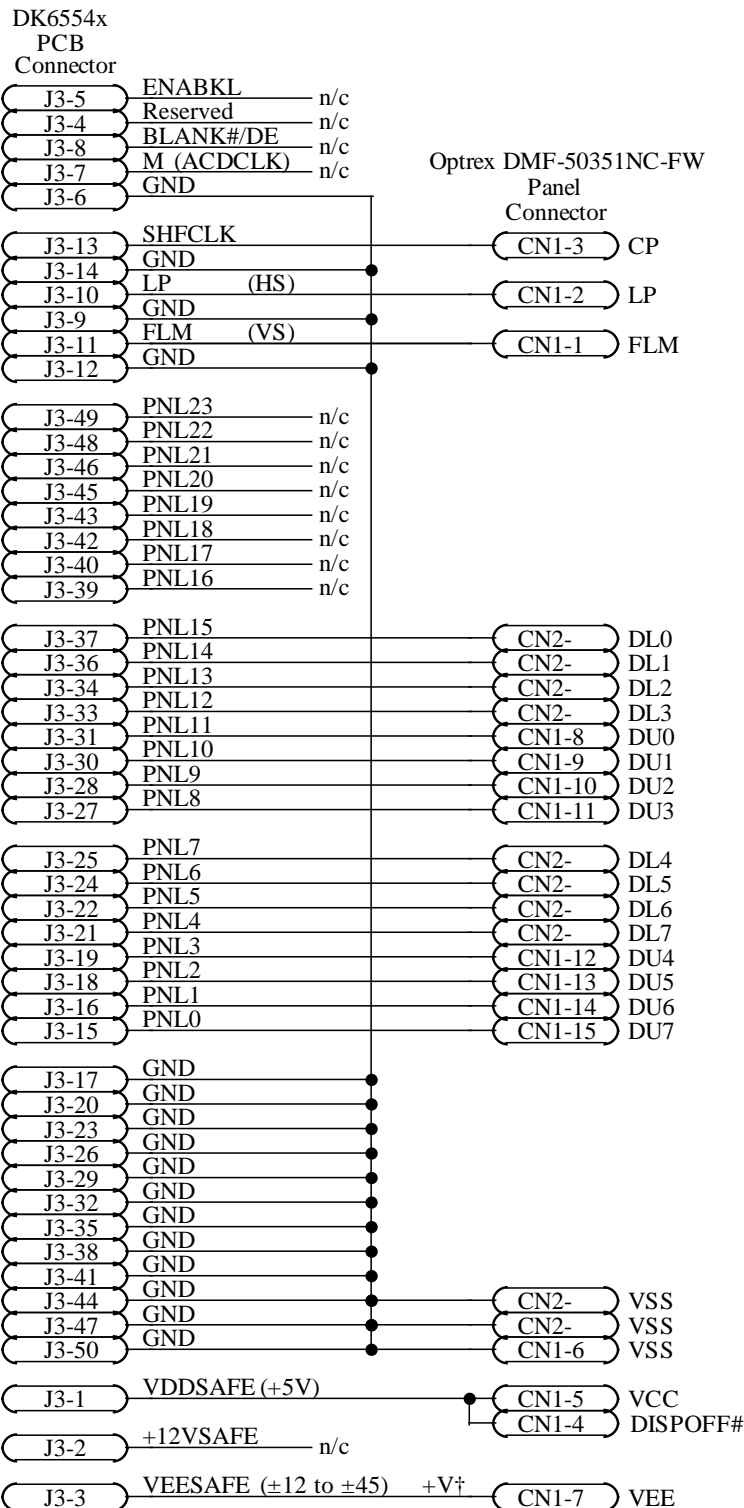 DK6554x
PCB
Connector
J3-5 ENABKL n/c
J3-4 Reserved n/c
J3-8 BLANK#/DE n/c
J3-7 M (ACDCLK) n/c
J3-6 GND
Optrex DMF-50351NC-FW
Panel
Connector
J3-13 SHFCLK CN1-3 CP
J3-14 GND
J3-10 LP (HS) CN1-2 LP
J3-9 GND
J3-11 FLM (VS) CN1-1 FLM
J3-12 GND
J3-49 PNL23 n/c
J3-48 PNL22 n/c
J3-46 PNL21 n/c
J3-45 PNL20 n/c
J3-43 PNL19 n/c
J3-42 PNL18 n/c
J3-40 PNL17 n/c
J3-39 PNL16 n/c
J3-37 PNL15 CN2- DL0
J3-36 PNL14 CN2- DL1
J3-34 PNL13 CN2- DL2
J3-33 PNL12 CN2- DL3
J3-31 PNL11 CN1-8 DU0
J3-30 PNL10 CN1-9 DU1
J3-28 PNL9 CN1-10 DU2
J3-27 PNL8 CN1-11 DU3
J3-25 PNL7 CN2- DL4
J3-24 PNL6 CN2- DL5
J3-22 PNL5 CN2- DL6
J3-21 PNL4 CN2- DL7
J3-19 PNL3 CN1-12 DU4
J3-18 PNL2 CN1-13 DU5
J3-16 PNL1 CN1-14 DU6
J3-15 PNL0 CN1-15 DU7
J3-17 GND
J3-20 GND
J3-23 GND
J3-26 GND
J3-29 GND
J3-32 GND
J3-35 GND
J3-38 GND
J3-41 GND
J3-44 GND CN2- VSS
J3-47 GND CN2- VSS
J3-50 GND CN1-6 VSS
J3-1 VDDSAFE (+5V) CN1-5 VCC
CN1-4 DISPOFF#
J3-2 +12VSAFE n/c
J3-3 VEESAFE (±12 to ±45) +V† CN1-7 VEE